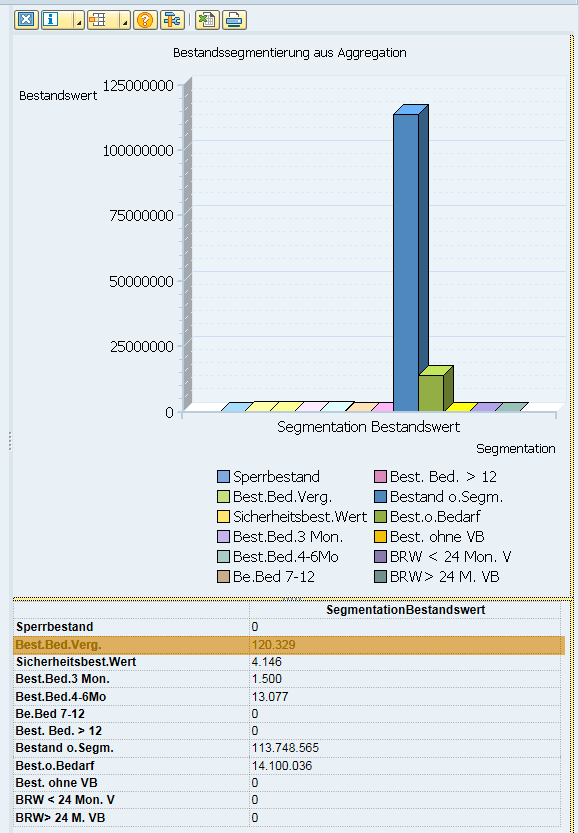 Bestandssegmentierung aus Aggregation
Bestandswert
125000000
100000000
75000000
50000000
25000000
0
Segmentation Bestandswert
Segmentation
Sperrbestand
Best. Bed. > 12
Best.Bed.Verg.
Bestand o.Segm.
Sicherheitsbest.Wert
Best.o.Bedarf
Best.Bed.3 Mon.
Best. ohne VB
Best.Bed.4-6Mo
BRW < 24 Mon. V
Be.Bed 7-12
BRW> 24 M. VB
SegmentationBestandswert
Sperrbestand 0
Best.Bed.Verg. 120.329
Sicherheitsbest.Wert 4.146
Best.Bed.3 Mon. 1.500
Best.Bed.4-6Mo 13.077
Be.Bed 7-12 0
Best. Bed. > 12 0
Bestand o.Segm. 113.748.565
Best.o.Bedarf 14.100.036
Best. ohne VB 0
BRW < 24 Mon. V 0
BRW> 24 M. VB 0